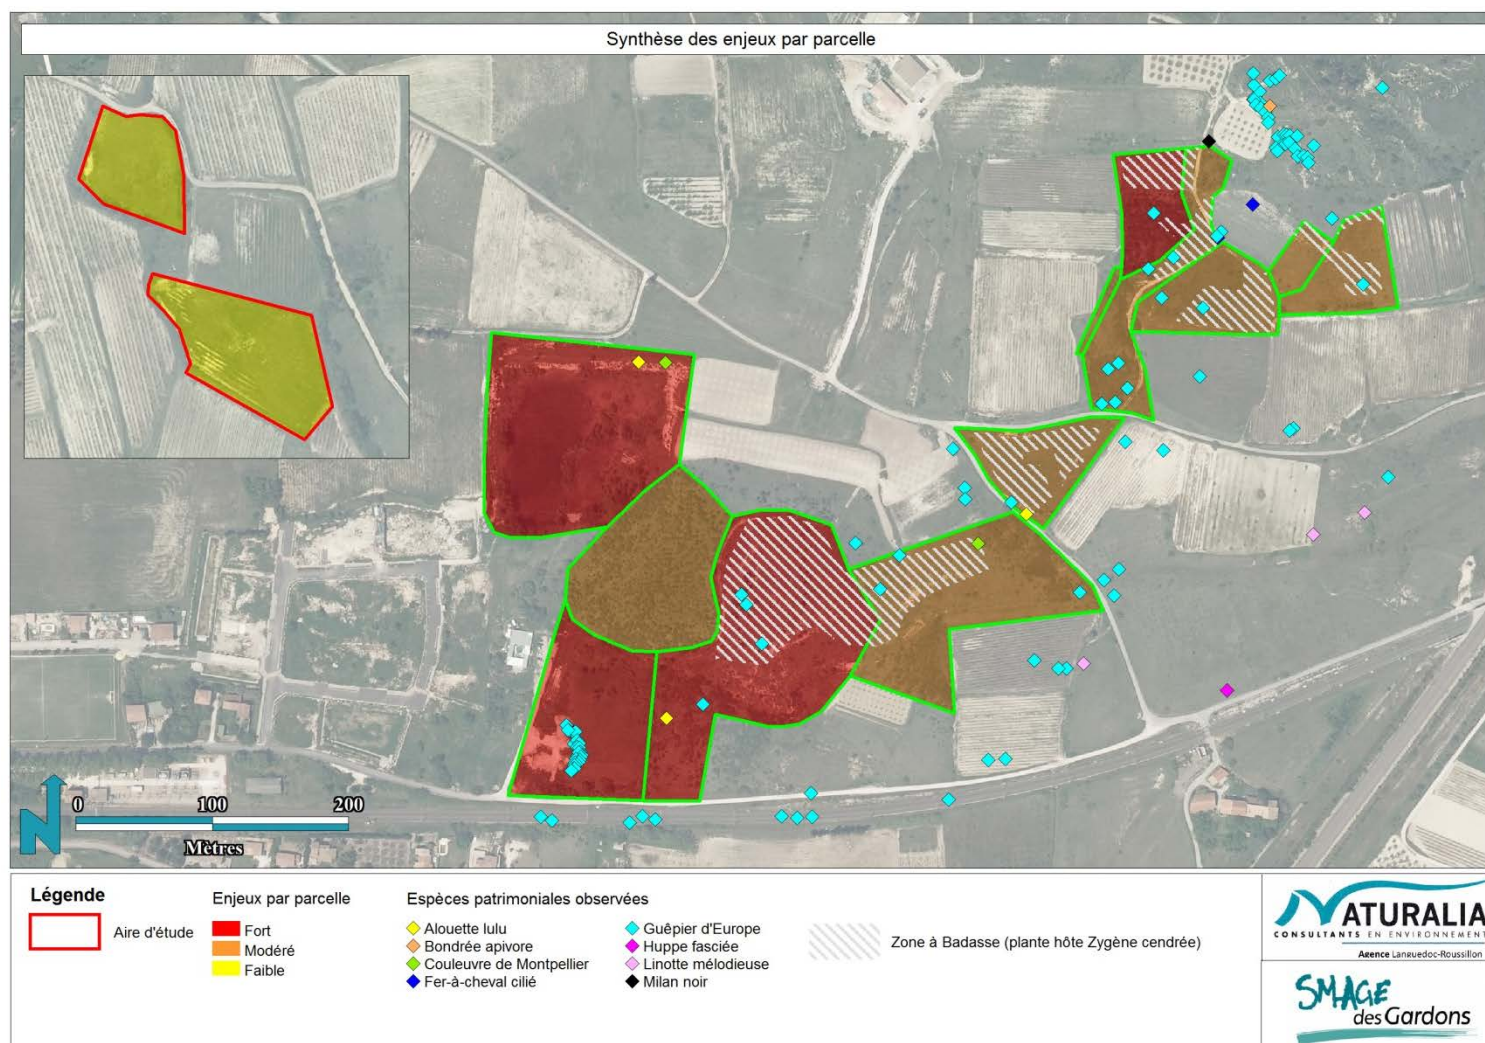 Synthèse des enjeux par parcelle
0 100 200
Mètres
N
Légende
Aire d'étude
Enjeux par parcelle
Fort
Modéré
Faible
Espèces patrimoniales observées
Alouette lulu
Bondrée apivore
Couleuvre de Montpellier
Fer-à-cheval cilié
Guêpier d'Europe
Huppe fasciée
Linotte mélodieuse
Milan noir
Zone à Badasse (plante hôte Zygène cendrée)
NATURALIA
CONSULTANTS EN ENVIRONNEMENT
Agence Languedoc-Roussillon
SMAGE
des Gardons